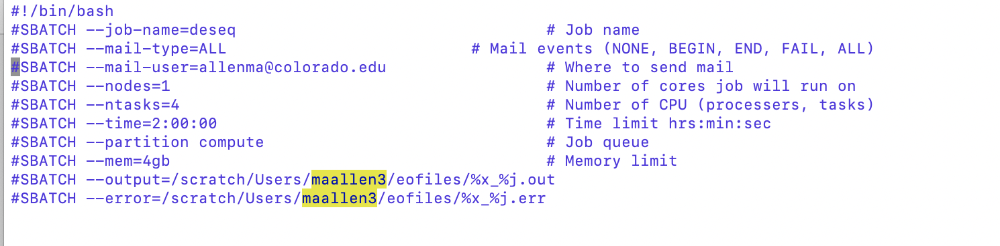 #!/bin/bash
#SBATCH --job-name=deseq # Job name
#SBATCH --mail-type=ALL # Mail events (NONE, BEGIN, END, FAIL, ALL)
#SBATCH --mail-user=allenma@colorado.edu # Where to send mail
#SBATCH --nodes=1 # Number of cores job will run on
#SBATCH --ntasks=4 # Number of CPU (processers, tasks)
#SBATCH --time=2:00:00 # Time limit hrs:min:sec
#SBATCH --partition compute # Job queue
#SBATCH --mem=4gb # Memory limit
#SBATCH --output=/scratch/Users/maallen3/eofiles/%x_%j.out
#SBATCH --error=/scratch/Users/maallen3/eofiles/%x_%j.err